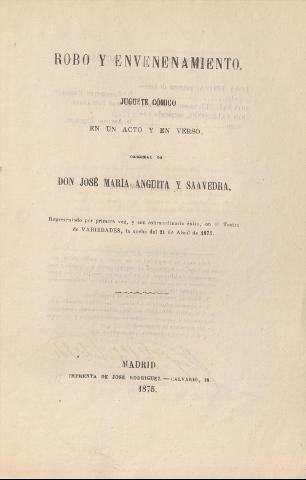 ROBO Y ENVENENAMIENTO,
JUGUETE CÓMICO
EN UN ACTO Y EN VERSO,
ORIGINAL DE
DON JOSÉ MARÍA ANGUITA Y SAAVEDRA.
Representado por primera vez, y con extraordinario éxito, en el Teatro
de VARIEDADES, la noche del 21 de Abril de 1875.
MADRID.
IMPRENTA DE JOSÉ RODRIGUEZ.—CALVARIO, 18.
1875.